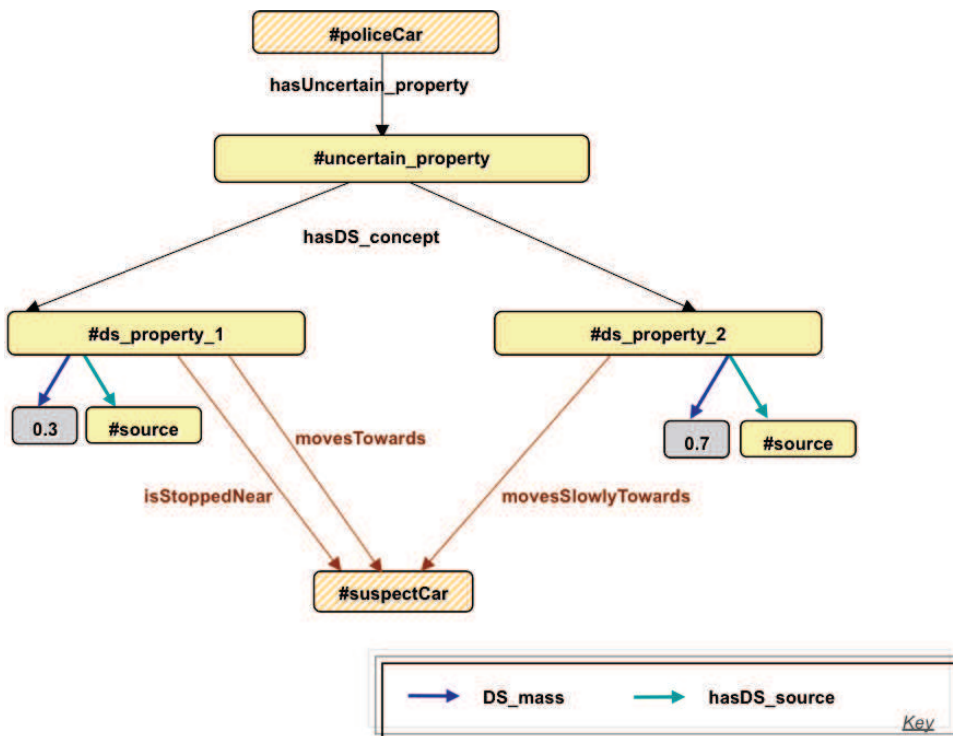 #policeCar
hasUncertain_property
#uncertain_property
hasDS_concept
#ds_property_1
#ds_property_2
0.3
#source
0.7
#source
movesTowards
isStoppedNear
movesSlowlyTowards
#suspectCar
DS_mass
hasDS_source
Key